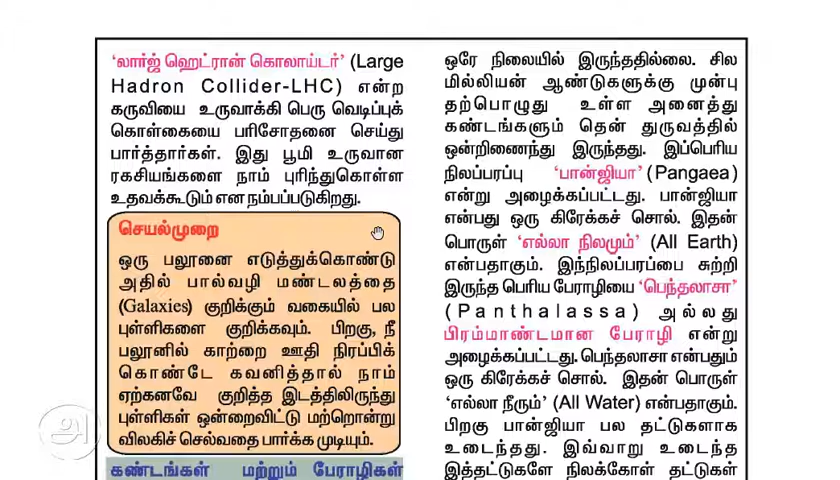 ‘லார்ஜ் ஹெட்ரான் கொலாய்டர்’ (Large
Hadron Collider-LHC) என்ற
கருவியை உருவாக்கி பெரு வெடிப்புக்
கொள்கையை பரிசோதனை செய்து
பார்த்தார்கள். இது பூமி உருவான
ரகசியங்களை நாம் புரிந்துகொள்ள
உதவக்கூடும் என நம்பப்படுகிறது.
செயல்முறை
ஒரு பலூனை எடுத்துக்கொண்டு
அதில் பால்வழி மண்டலத்தை
(Galaxies) குறிக்கும் வகையில் பல
புள்ளிகளை குறிக்கவும். பிறகு, நீ
பலூனில் காற்றை ஊதி நிரப்பிக்
கொண்டே கவனித்தால் நாம்
ஏற்கனவே குறித்த இடத்திலிருந்து
புள்ளிகள் ஒன்றைவிட்டு மற்றொன்று
விலகிச் செல்வதை பார்க்க முடியும்.
கண்டங்கள் மற்றும் பேராழிகள்
ஒரே நிலையில் இருந்ததில்லை. சில
மில்லியன் ஆண்டுகளுக்கு முன்பு
தற்பொழுது உள்ள அனைத்து
கண்டங்களும் தென் துருவத்தில்
ஒன்றிணைந்து இருந்தது. இப்பெரிய
நிலப்பரப்பு ‘பான்ஜியா’ (Pangaea)
என்று அழைக்கப்பட்டது. பான்ஜியா
என்பது ஒரு கிரேக்கச் சொல். இதன்
பொருள் ‘எல்லா நிலமும்’ (All Earth)
என்பதாகும். இந்நிலப்பரப்பை சுற்றி
இருந்த பெரிய பேராழியை ‘பெந்தலாசா’
(Panthalassa) அல்லது
பிரம்மாண்டமான பேராழி என்று
அழைக்கப்பட்டது. பெந்தலாசா என்பதும்
ஒரு கிரேக்கச் சொல். இதன் பொருள்
‘எல்லா நீரும்’ (All Water) என்பதாகும்.
பிறகு பான்ஜியா பல தட்டுகளாக
உடைந்தது. இவ்வாறு உடைந்த
இத்தட்டுகளே நிலக்கோள் தட்டுகள்
அ